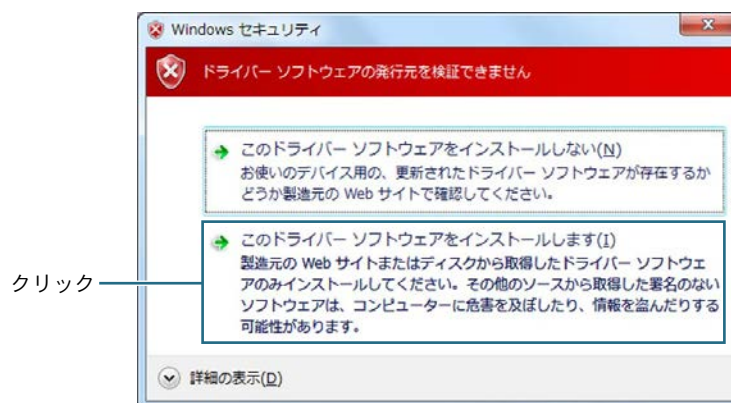 Windows セキュリティ
ドライバー ソフトウェアの発行元を検証できません
このドライバー ソフトウェアをインストールしない(N)
お使いのデバイス用の、更新されたドライバー ソフトウェアが存在するか
どうか製造元の Web サイトで確認してください。
このドライバー ソフトウェアをインストールします(I)
製造元の Web サイトまたはディスクから取得したドライバー ソフトウェ
アのみインストールしてください。その他のソースから取得した署名のない
ソフトウェアは、コンピューターに危害を及ぼしたり、情報を盗んだりする
可能性があります。
クリック
詳細の表示(D)